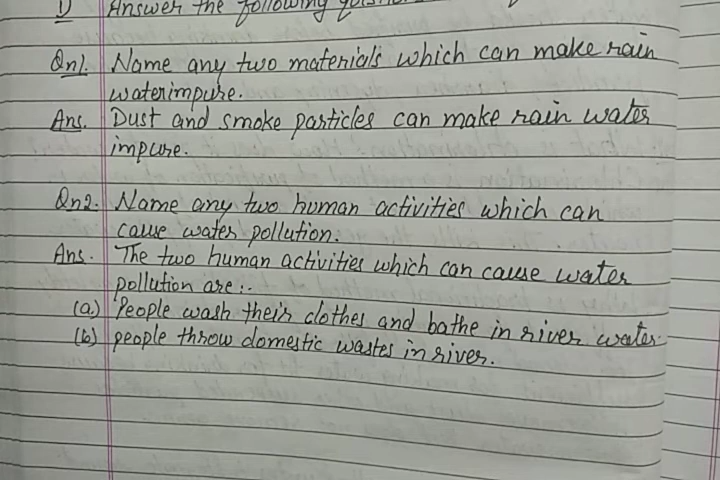 D Answer the following
Qn1. Name any two materials which can make rain
water impure.
Ans. Dust and smoke particles can make rain water
impure.
Qn2. Name any two human activities which can
cause water pollution.
Ans. The two human activities which can cause water
pollution are:-
(a.) People wash their clothes and bathe in river water.
(b) people throw domestic wastes in river.